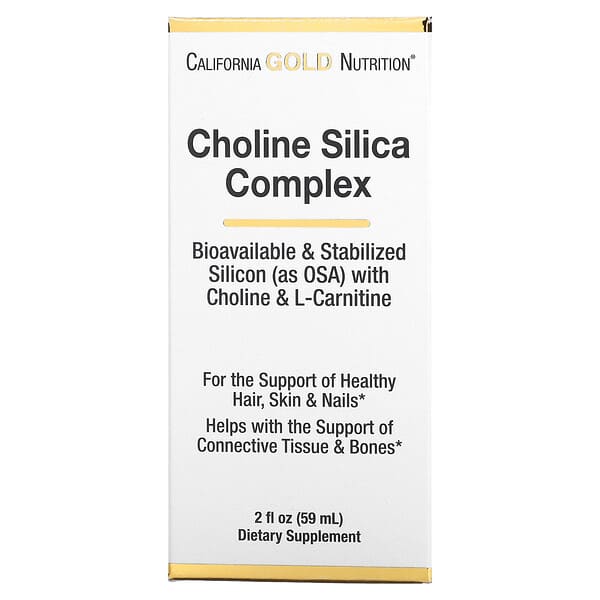 CALIFORNIA GOLD NUTRITION®
Choline Silica
Complex
Bioavailable & Stabilized
Silicon (as OSA) with
Choline & L-Carnitine
For the Support of Healthy
Hair, Skin & Nails*
Helps with the Support of
Connective Tissue & Bones*
2 fl oz (59 mL)
Dietary Supplement